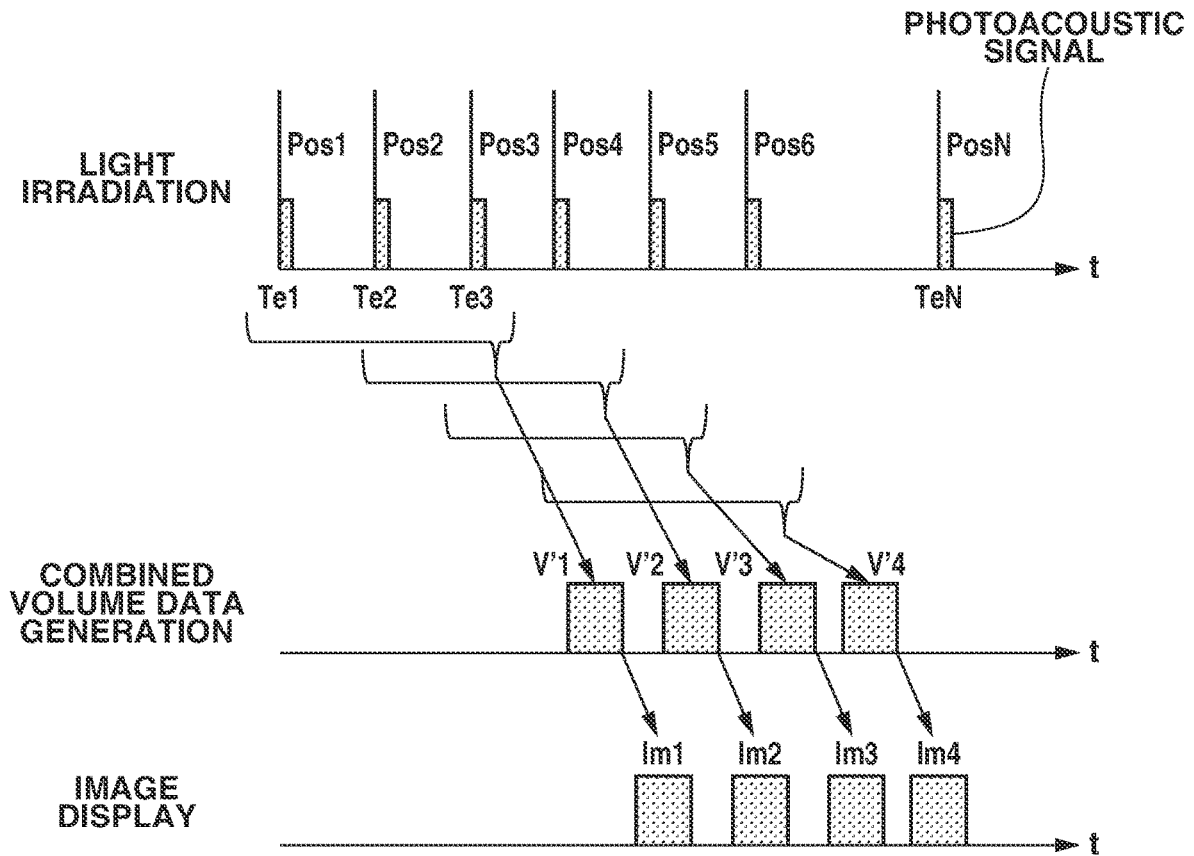 PHOTOACOUSTIC
SIGNAL
LIGHT
IRRADIATION
Pos1 Pos2 Pos3 Pos4 Pos5 Pos6 PosN
t
Te1 Te2 Te3 TeN
COMBINED
VOLUME DATA
GENERATION
V'1 V'2 V'3 V'4
t
IMAGE
DISPLAY
Im1 Im2 Im3 Im4
t